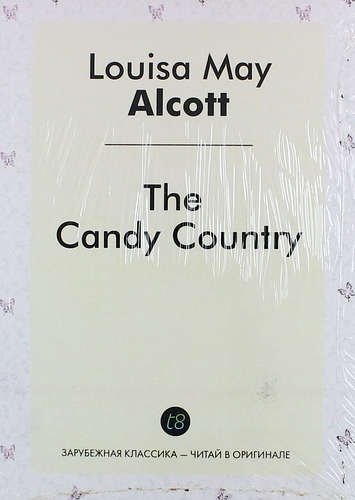 Louisa May
Alcott
The
Candy Country
t8
ЗАРУБЕЖНАЯ КЛАССИКА — ЧИТАЙ В ОРИГИНАЛЕ